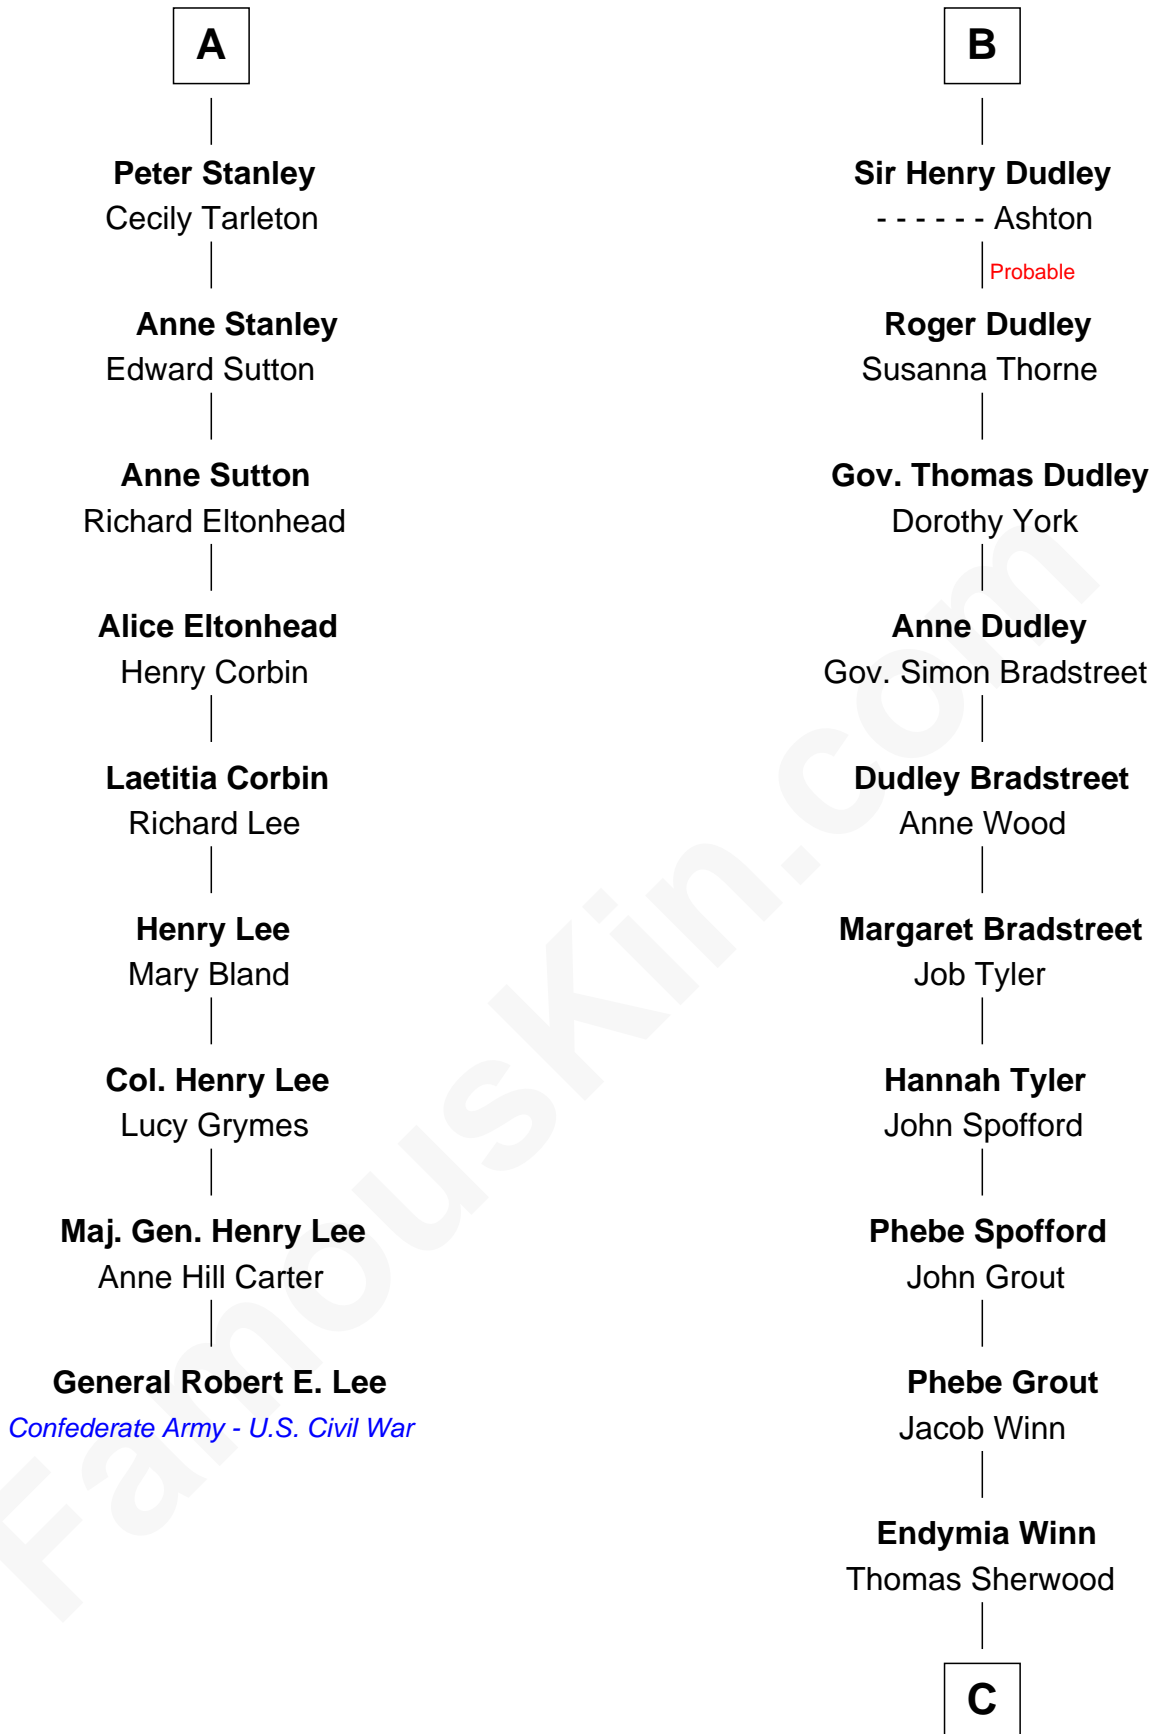 A
Peter Stanley
Cecily Tarleton
Anne Stanley
Edward Sutton
Anne Sutton
Richard Eltonhead
Alice Eltonhead
Henry Corbin
Laetitia Corbin
Richard Lee
Henry Lee
Mary Bland
Col. Henry Lee
Lucy Grymes
Maj. Gen. Henry Lee
Anne Hill Carter
General Robert E. Lee
Confederate Army - U.S. Civil War
B
Sir Henry Dudley
- - - - - - Ashton
Probable
Roger Dudley
Susanna Thorne
Gov. Thomas Dudley
Dorothy York
Anne Dudley
Gov. Simon Bradstreet
Dudley Bradstreet
Anne Wood
Margaret Bradstreet
Job Tyler
Hannah Tyler
John Spofford
Phebe Spofford
John Grout
Phebe Grout
Jacob Winn
Endymia Winn
Thomas Sherwood
C
FamousKin.com